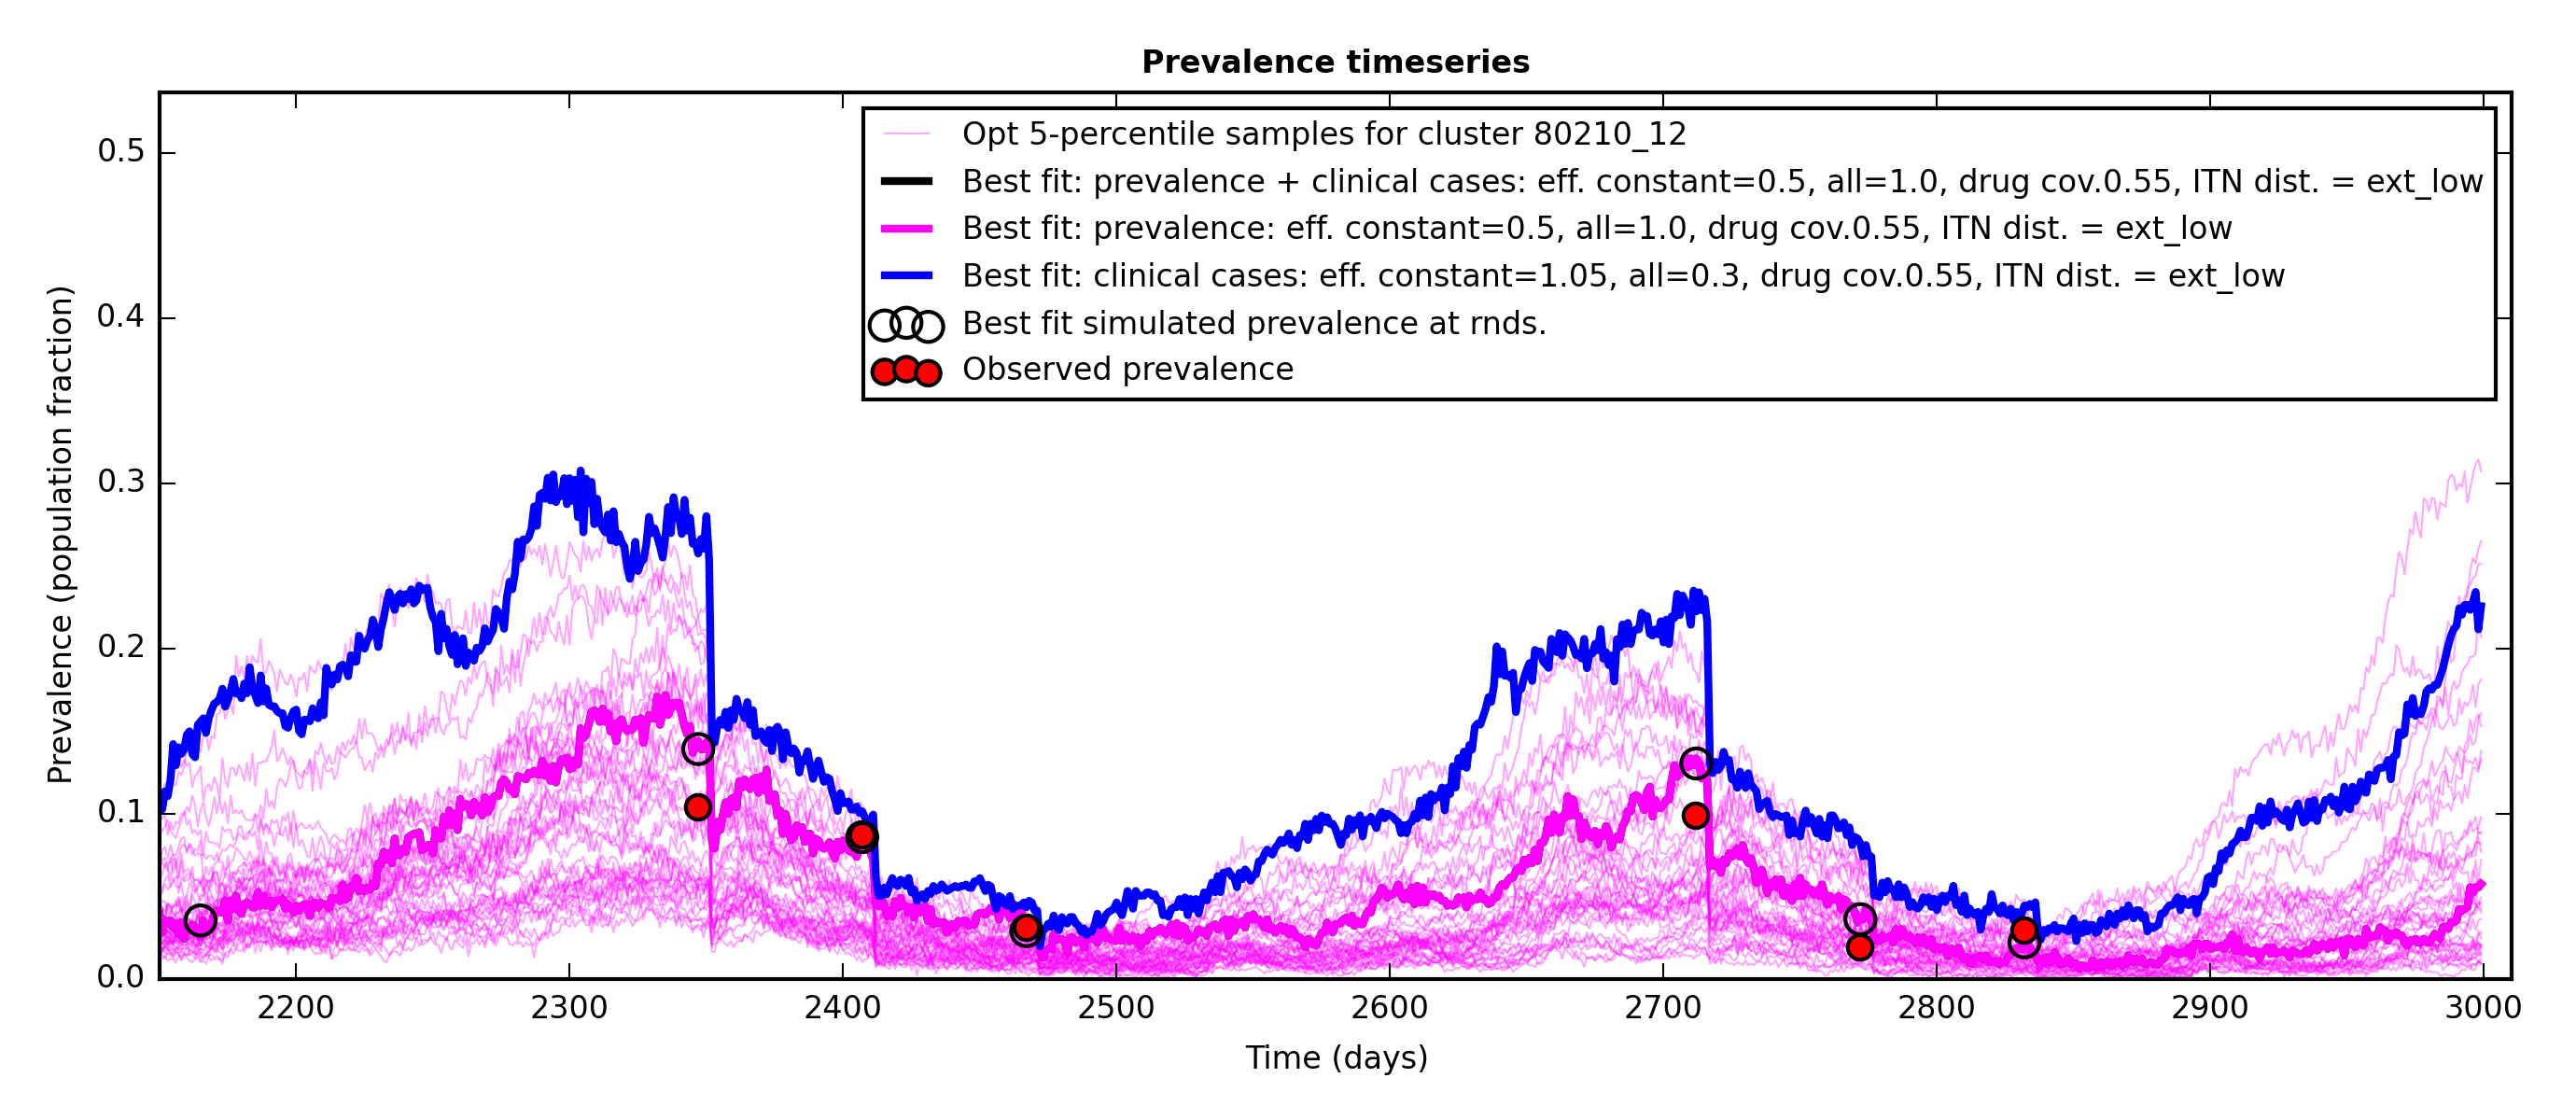 Prevalence timeseries
Opt 5-percentile samples for cluster 80210_12
Best fit: prevalence + clinical cases: eff. constant=0.5, all=1.0, drug cov.0.55, ITN dist. = ext_low
Best fit: prevalence: eff. constant=0.5, all=1.0, drug cov.0.55, ITN dist. = ext_low
Best fit: clinical cases: eff. constant=1.05, all=0.3, drug cov.0.55, ITN dist. = ext_low
Best fit simulated prevalence at rnds.
Observed prevalence
Prevalence (population fraction)
0.5
0.4
0.3
0.2
0.1
0.0
2200 2300 2400 2500 2600 2700 2800 2900 3000
Time (days)